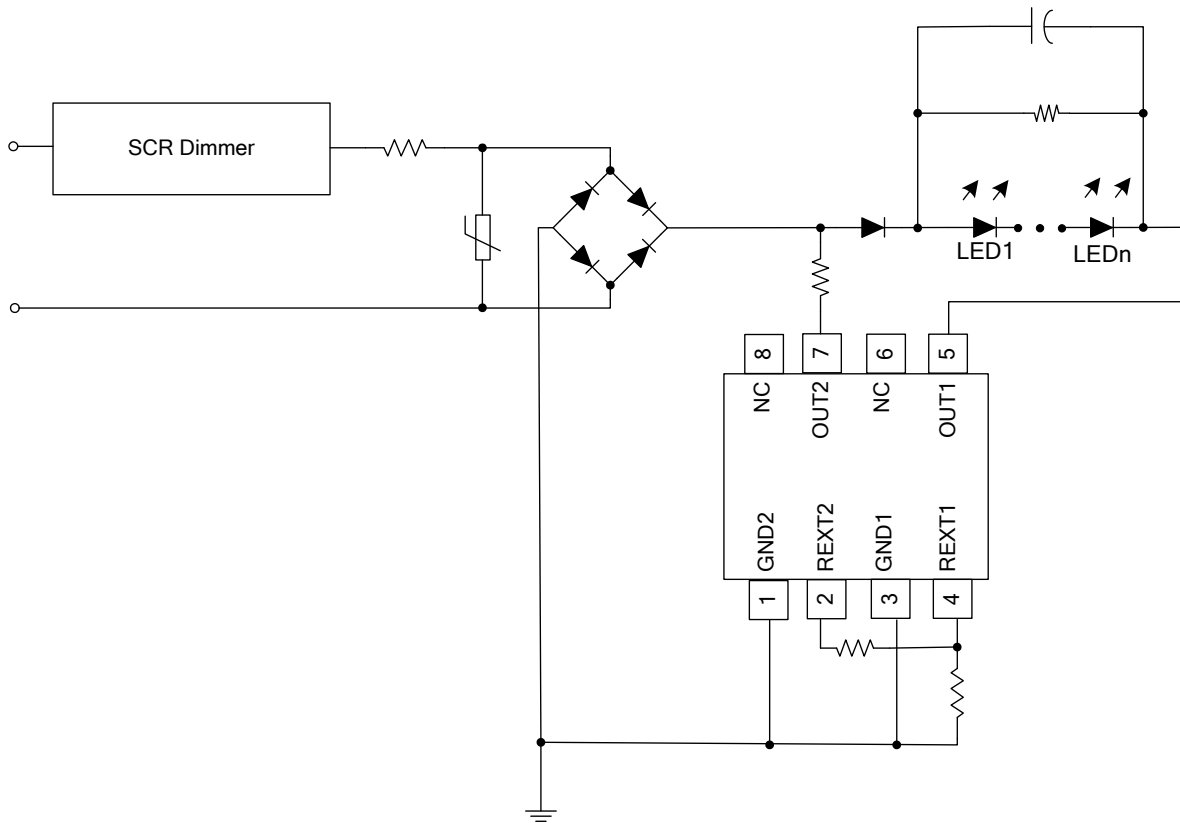 SCR Dimmer
LED1
LEDn
8
7
6
5
NC
OUT2
NC
OUT1
GND2
REXT2
GND1
REXT1
1
2
3
4